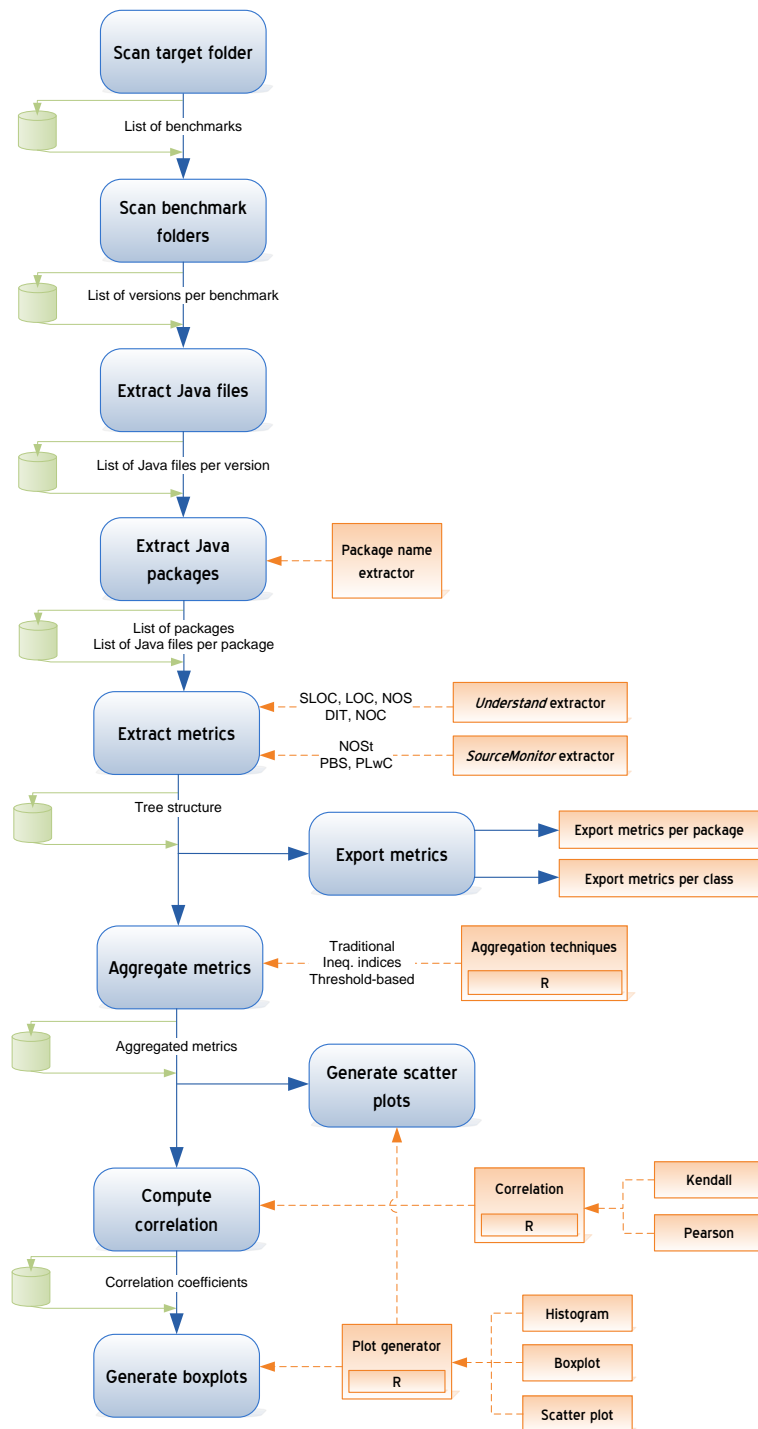 Scan target folder
List of benchmarks
Scan benchmark
folders
List of versions per benchmark
Extract Java files
List of Java files per version
Extract Java
packages
Package name
extractor
List of packages
List of Java files per package
Extract metrics
SLOC, LOC, NOS
DIT, NOC
Understand extractor
NOSt
PBS, PLwC
SourceMonitor extractor
Tree structure
Export metrics
Export metrics per package
Export metrics per class
Aggregate metrics
Traditional
Ineq. indices
Threshold-based
Aggregation techniques
R
Aggregated metrics
Generate scatter
plots
Compute
correlation
Correlation
R
Kendall
Pearson
Correlation coefficients
Generate boxplots
Plot generator
R
Histogram
Boxplot
Scatter plot